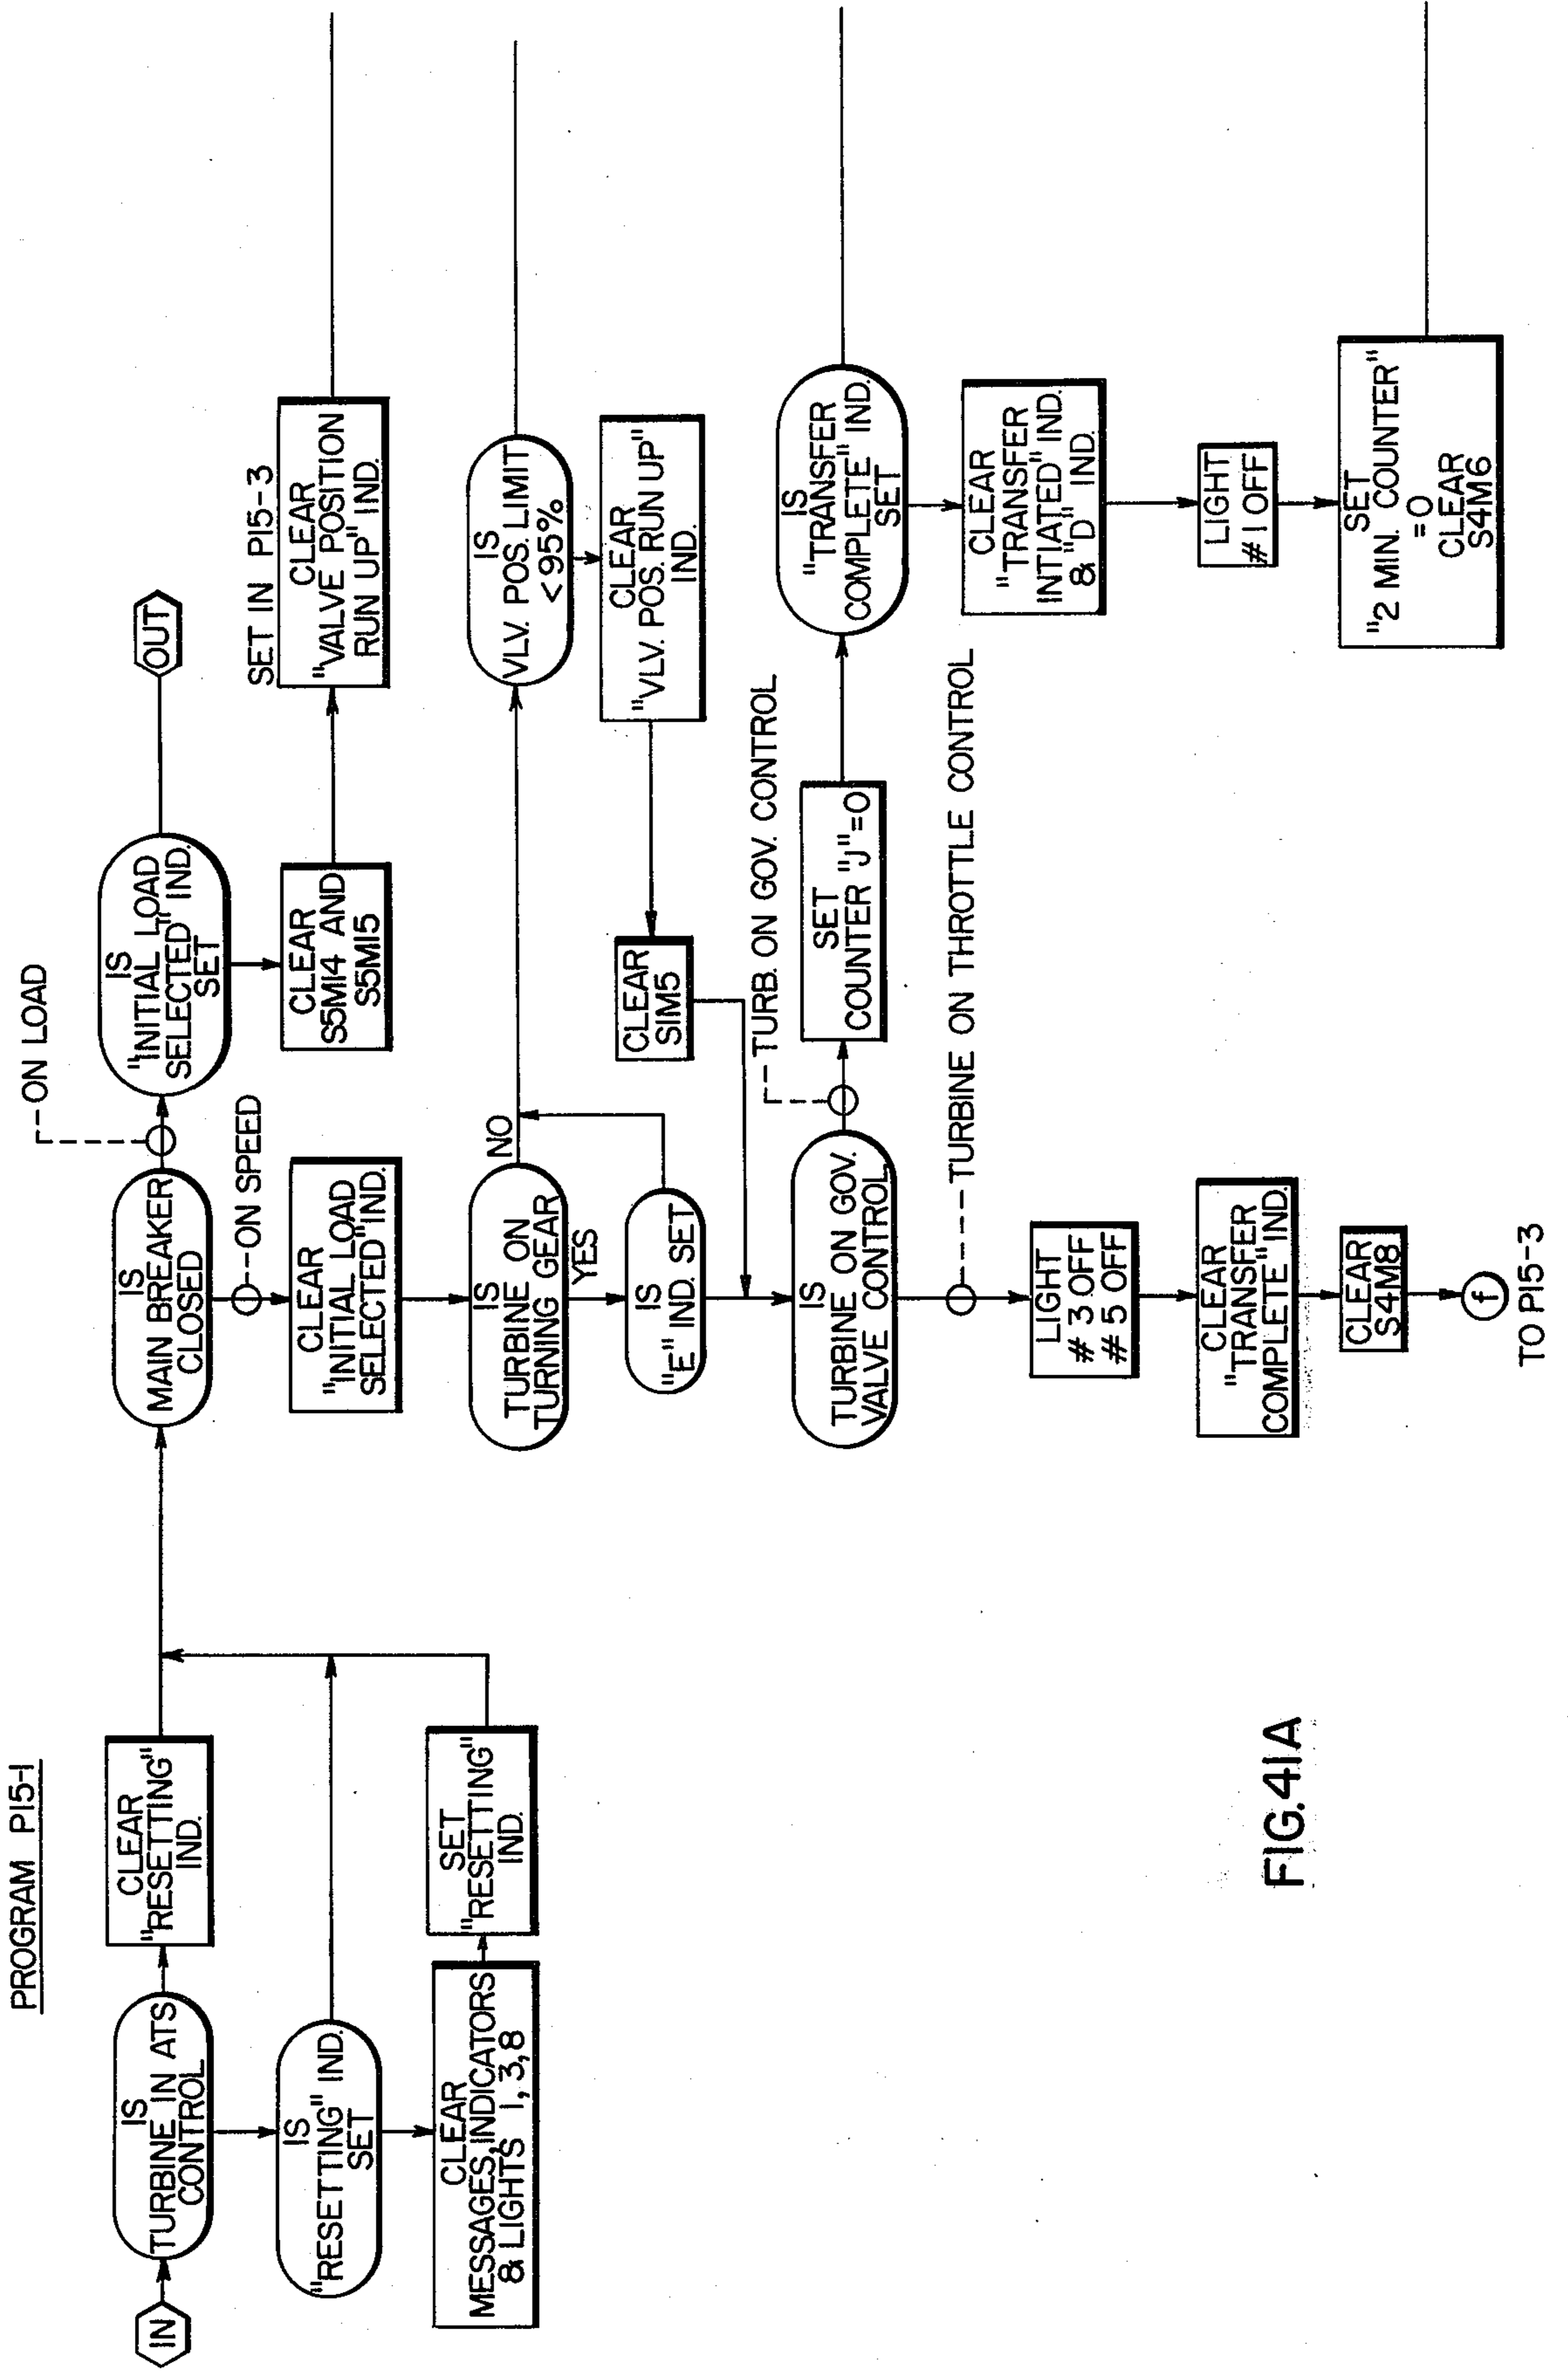 PROGRAM P15-1
IN
IS
TURBINE IN ATS
CONTROL
CLEAR
"RESETTING"
IND.
IS
"RESETTING" IND.
SET
CLEAR
MESSAGES, INDICATORS
& LIGHTS 1, 3, 8
SET
"RESETTING"
IND.
IS
MAIN BREAKER
CLOSED
ON LOAD
IS
"INITIAL LOAD
SELECTED" IND.
SET
OUT
ON SPEED
CLEAR
S5M14 AND
S5M15
SET IN P15-3
CLEAR
"VALVE POSITION
RUN UP" IND.
CLEAR
"INITIAL LOAD
SELECTED" IND.
IS
TURBINE ON
TURNING GEAR
NO
YES
IS
VLV. POS. LIMIT
<95%
CLEAR
"VLV. POS. RUN UP"
IND.
CLEAR
S1M5
IS
"E" IND. SET
IS
TURBINE ON GOV.
VALVE CONTROL
TURB. ON GOV. CONTROL
SET
COUNTER "J"=0
IS
"TRANSFER
COMPLETE" IND.
SET
TURBINE ON THROTTLE CONTROL
CLEAR
"TRANSFER
INTIATED" IND.
& "D" IND.
LIGHT
#1 OFF
SET
"2 MIN. COUNTER"
=0
CLEAR
S4M6
LIGHT
#3 OFF
#5 OFF
CLEAR
"TRANSFER
COMPLETE" IND.
CLEAR
S4M8
f
TO P15-3
FIG. 41A